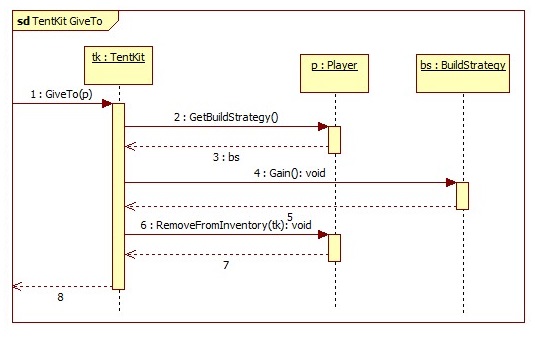 sd TentKit GiveTo
tk : TentKit
p : Player
bs : BuildStrategy
1 : GiveTo(p)
2 : GetBuildStrategy()
3 : bs
4 : Gain(): void
5
6 : RemoveFromInventory(tk): void
7
8